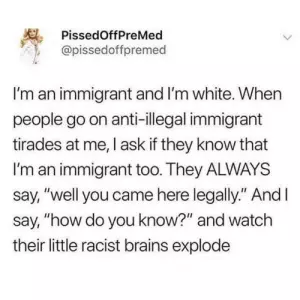 PissedOffPreMed
@pissedoffpremed
I'm an immigrant and I'm white. When
people go on anti-illegal immigrant
tirades at me, I ask if they know that
I'm an immigrant too. They ALWAYS
say, "well you came here legally." And I
say, "how do you know?" and watch
their little racist brains explode